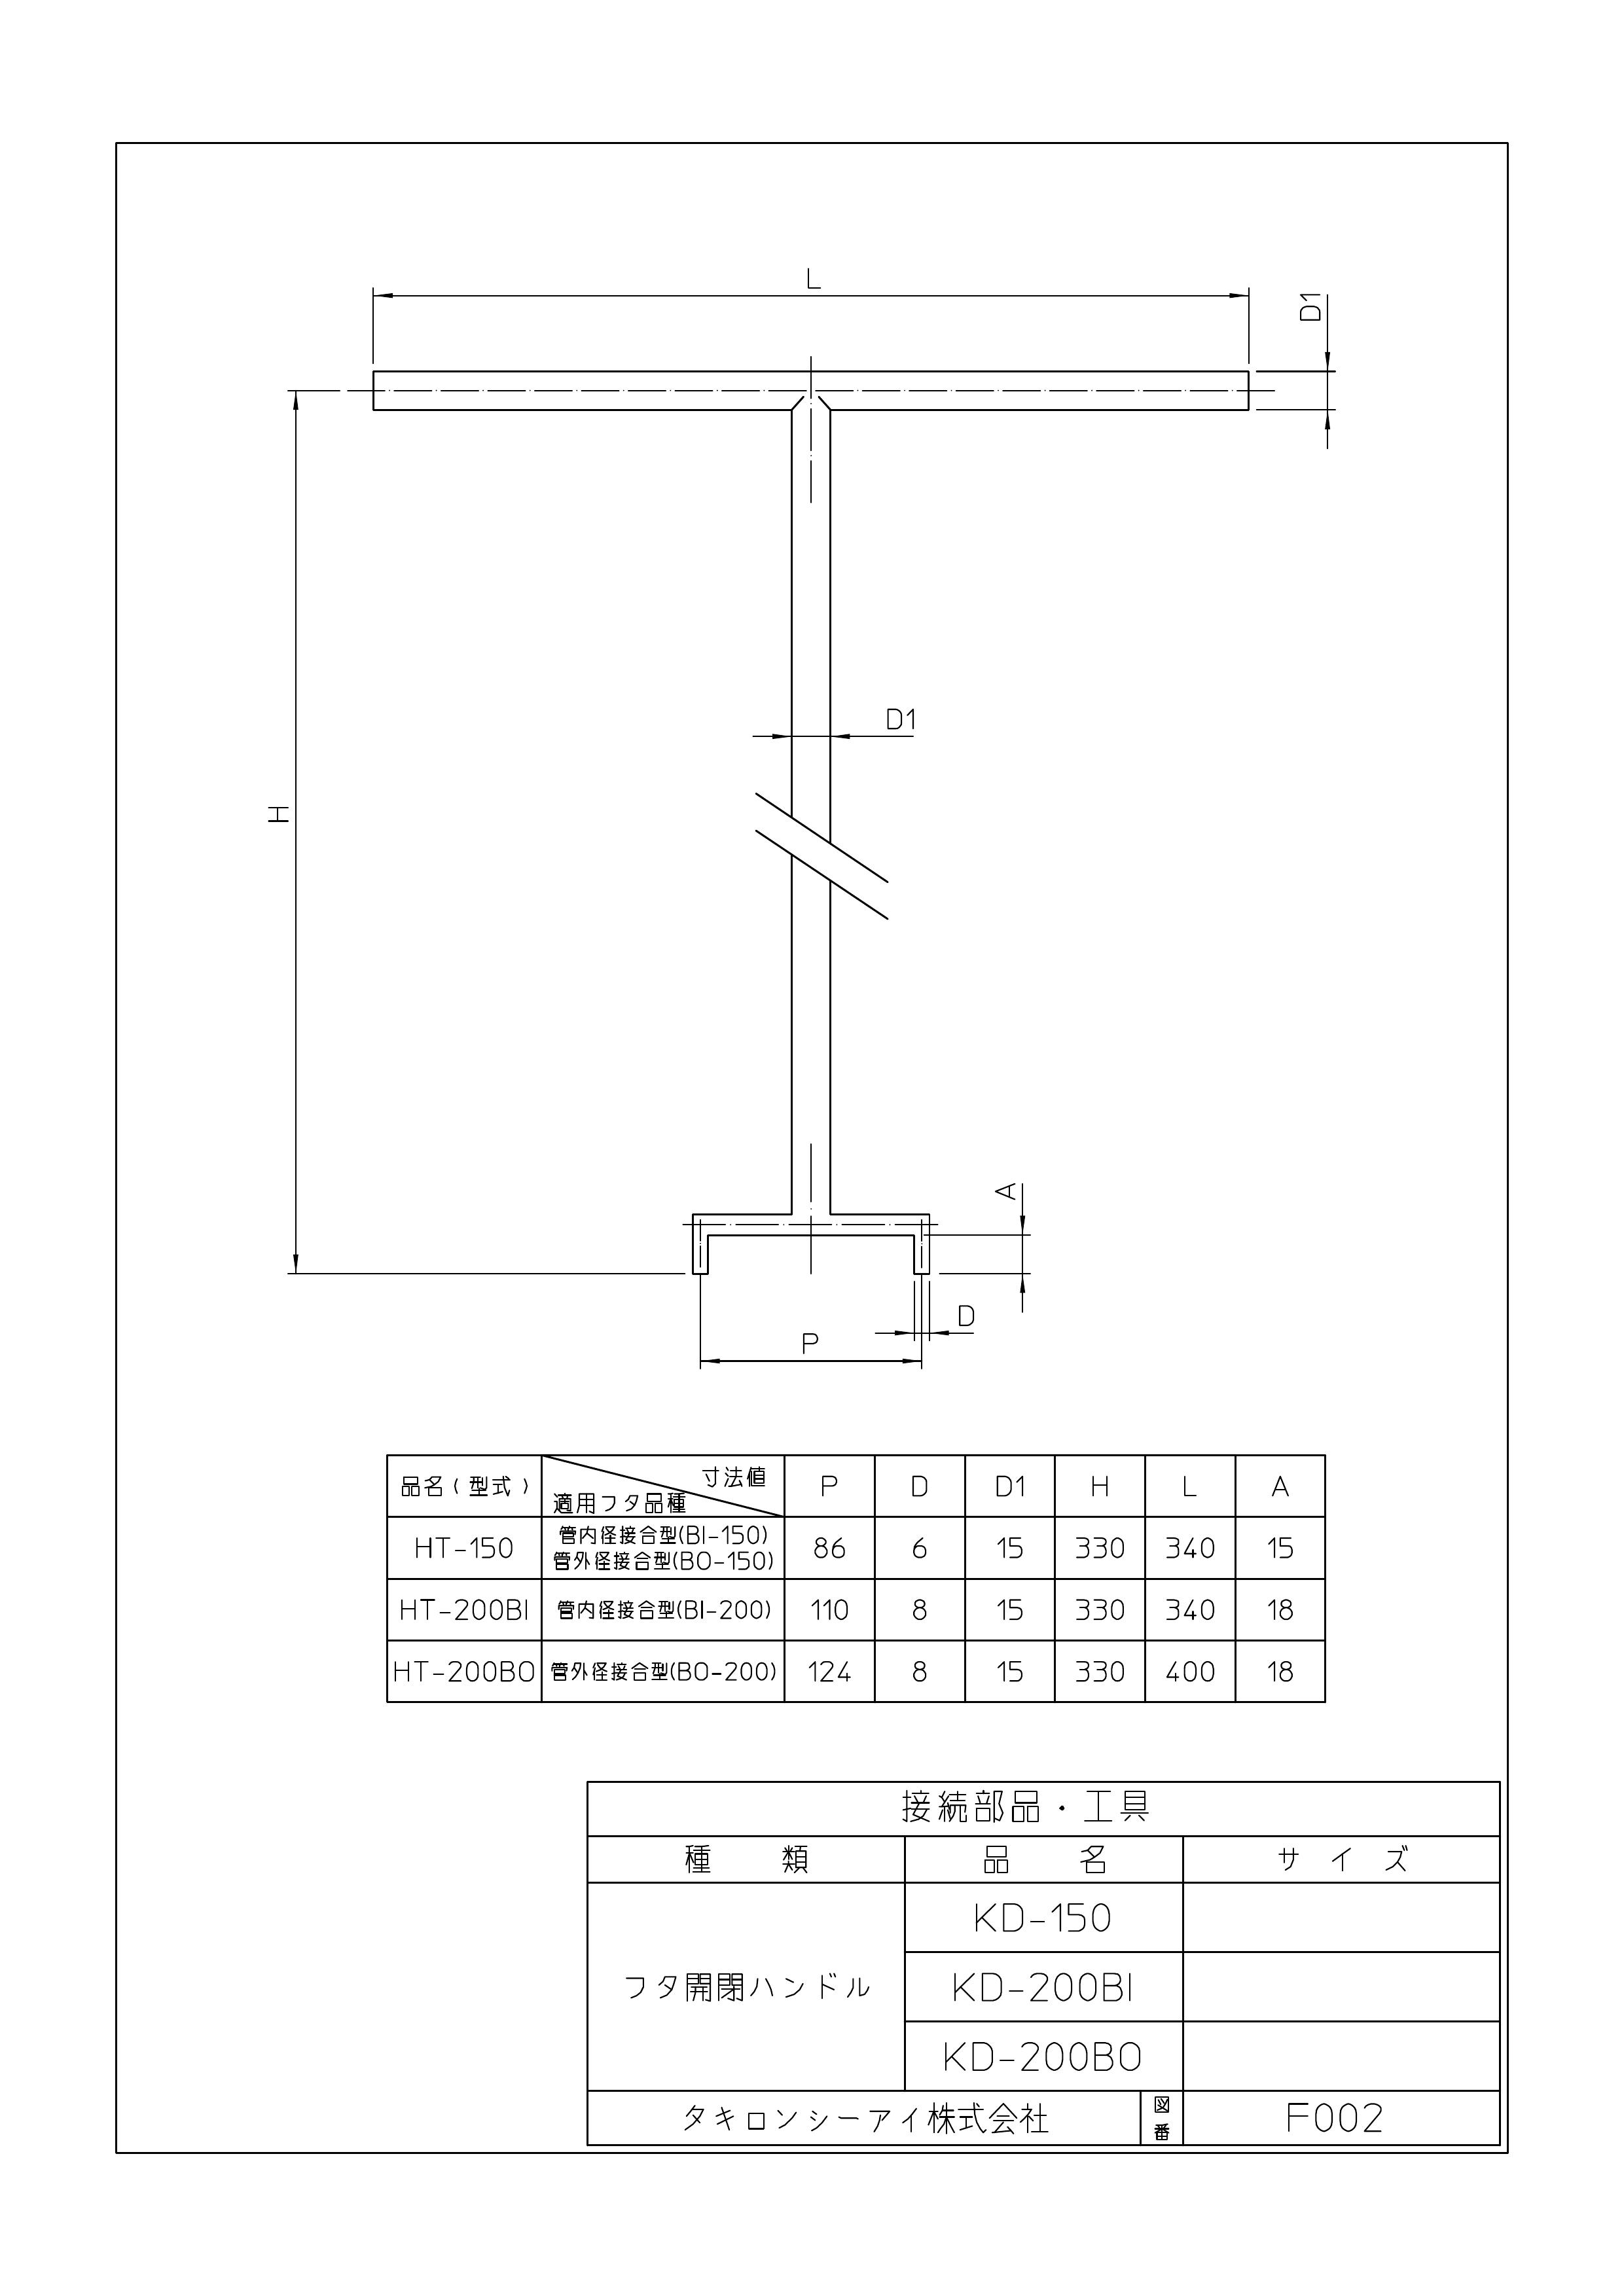 L
D1
D1
H
A
D
P
品名(型式) 寸法値 P D D1 H L A
適用フタ品種
HT-150 管内径接合型(BI-150) 86 6 15 330 340 15
管外径接合型(BO-150)
HT-200BI 管内径接合型(BI-200) 110 8 15 330 340 18
HT-200BO 管外径接合型(BO-200) 124 8 15 330 400 18
接続部品・工具
種類 品名 サイズ
フタ開閉ハンドル KD-150
KD-200BI
KD-200BO
タキロンシーアイ株式会社 図番 F002